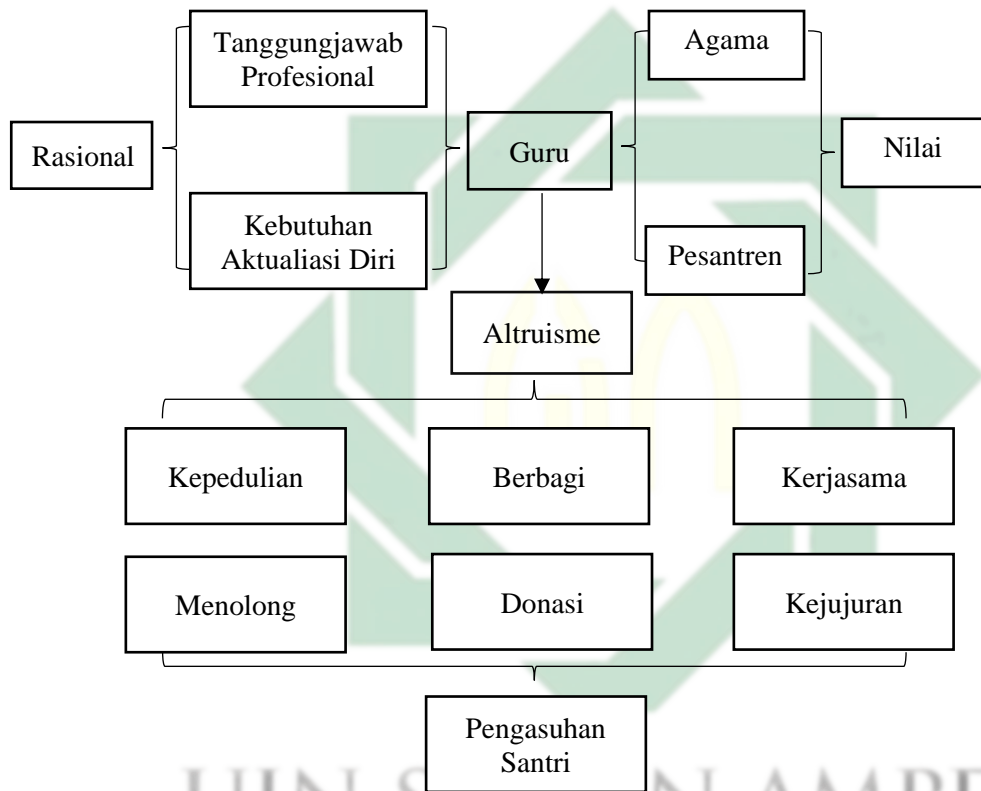 Tanggungjawab
Profesional
Agama
Rasional
Guru
Nilai
Kebutuhan
Aktualiasi Diri
Pesantren
Altruisme
Kepedulian
Berbagi
Kerjasama
Menolong
Donasi
Kejujuran
Pengasuhan
Santri